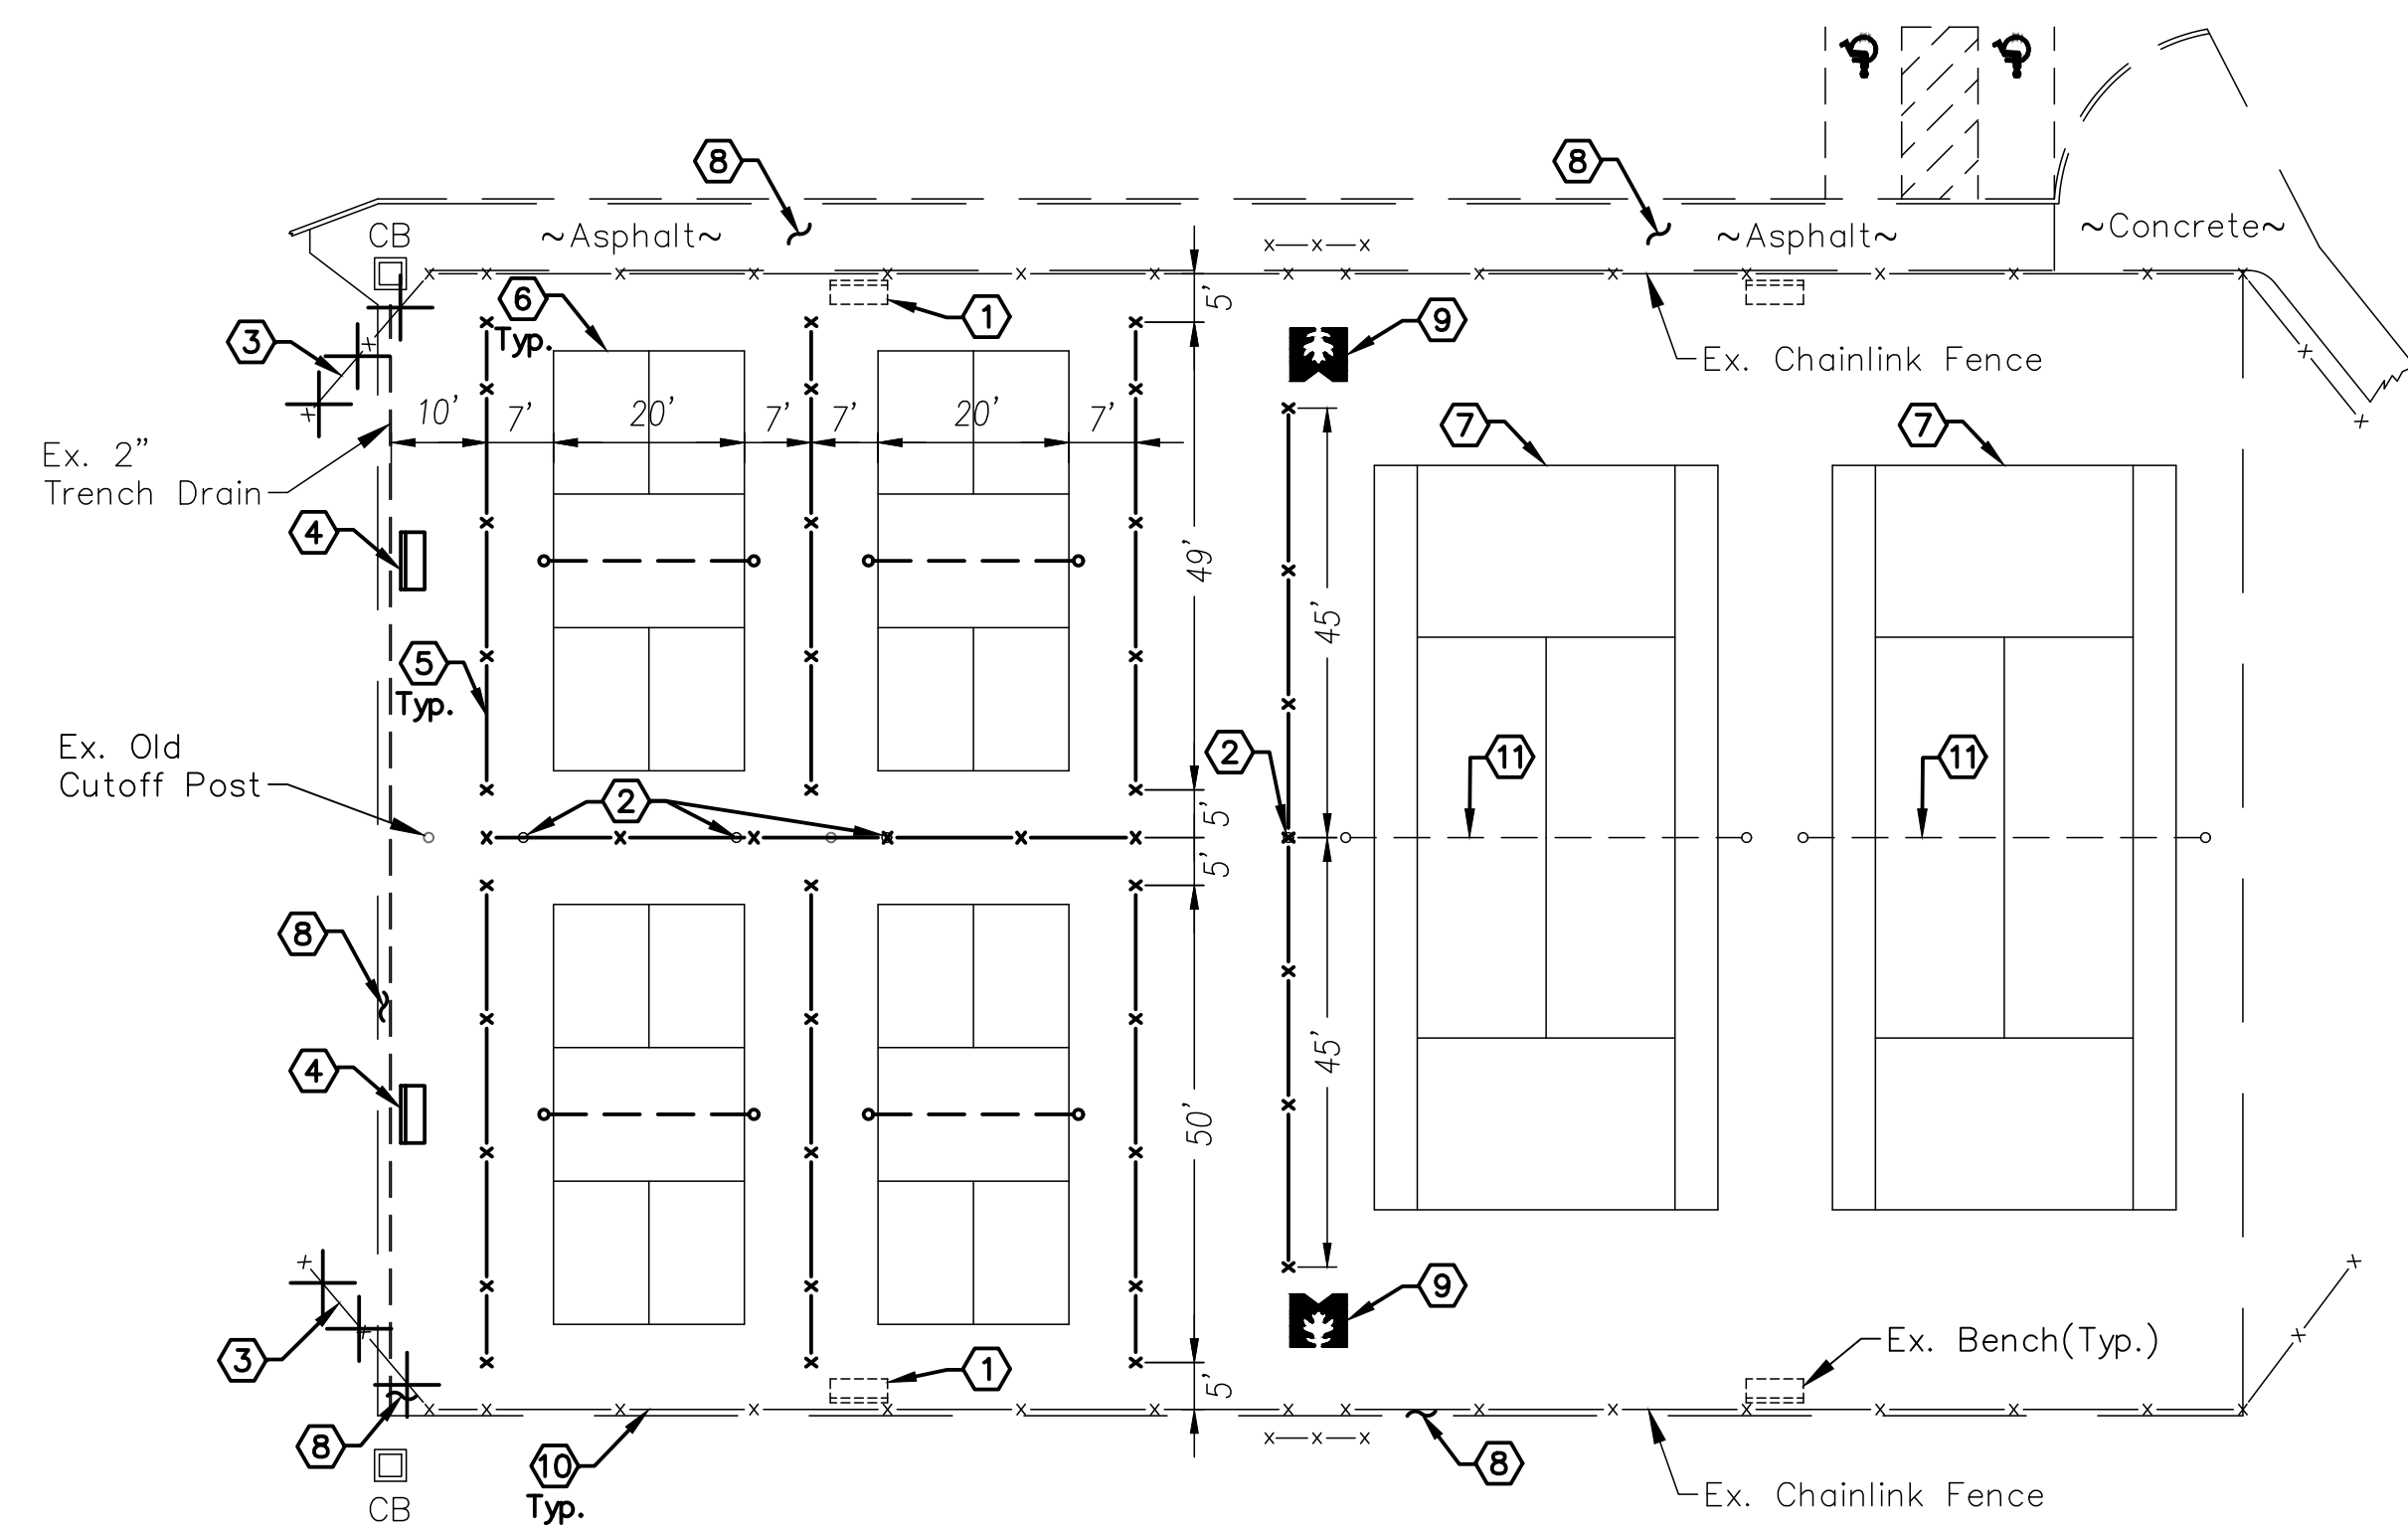 8
8
CB
~Asphalt~
~Asphalt~
~Concrete~
6
Typ.
1
5'
9
3
Ex. Chainlink Fence
10'
7'
20'
7'
7'
20'
7'
7
7
Ex. 2"
Trench Drain
4
49'
45'
5
Typ.
Ex. Old
Cutoff Post
2
2
11
11
5'
5'
8
4
50'
45'
9
3
1
5'
Ex. Bench(Typ.)
8
10
Typ.
8
Ex. Chainlink Fence
CB